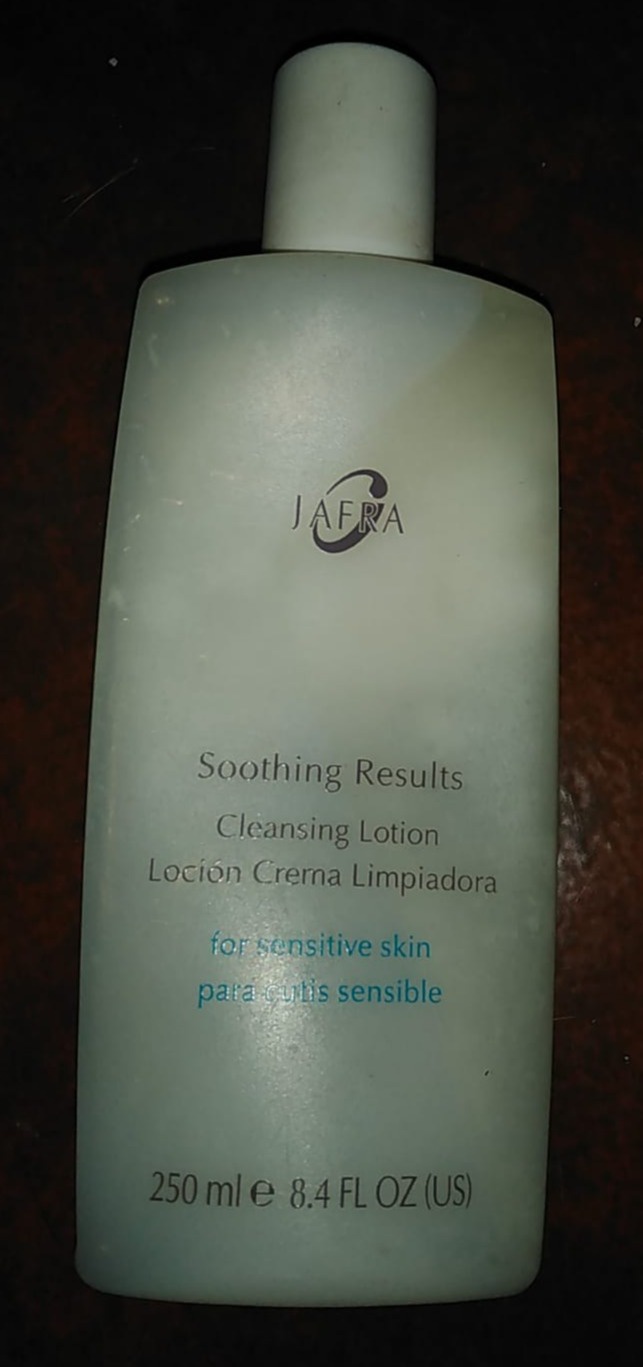 JAFRA
Soothing Results
Cleansing Lotion
Loción Crema Limpiadora
for sensitive skin
para cutis sensible
250 ml e 8.4 FL OZ (US)